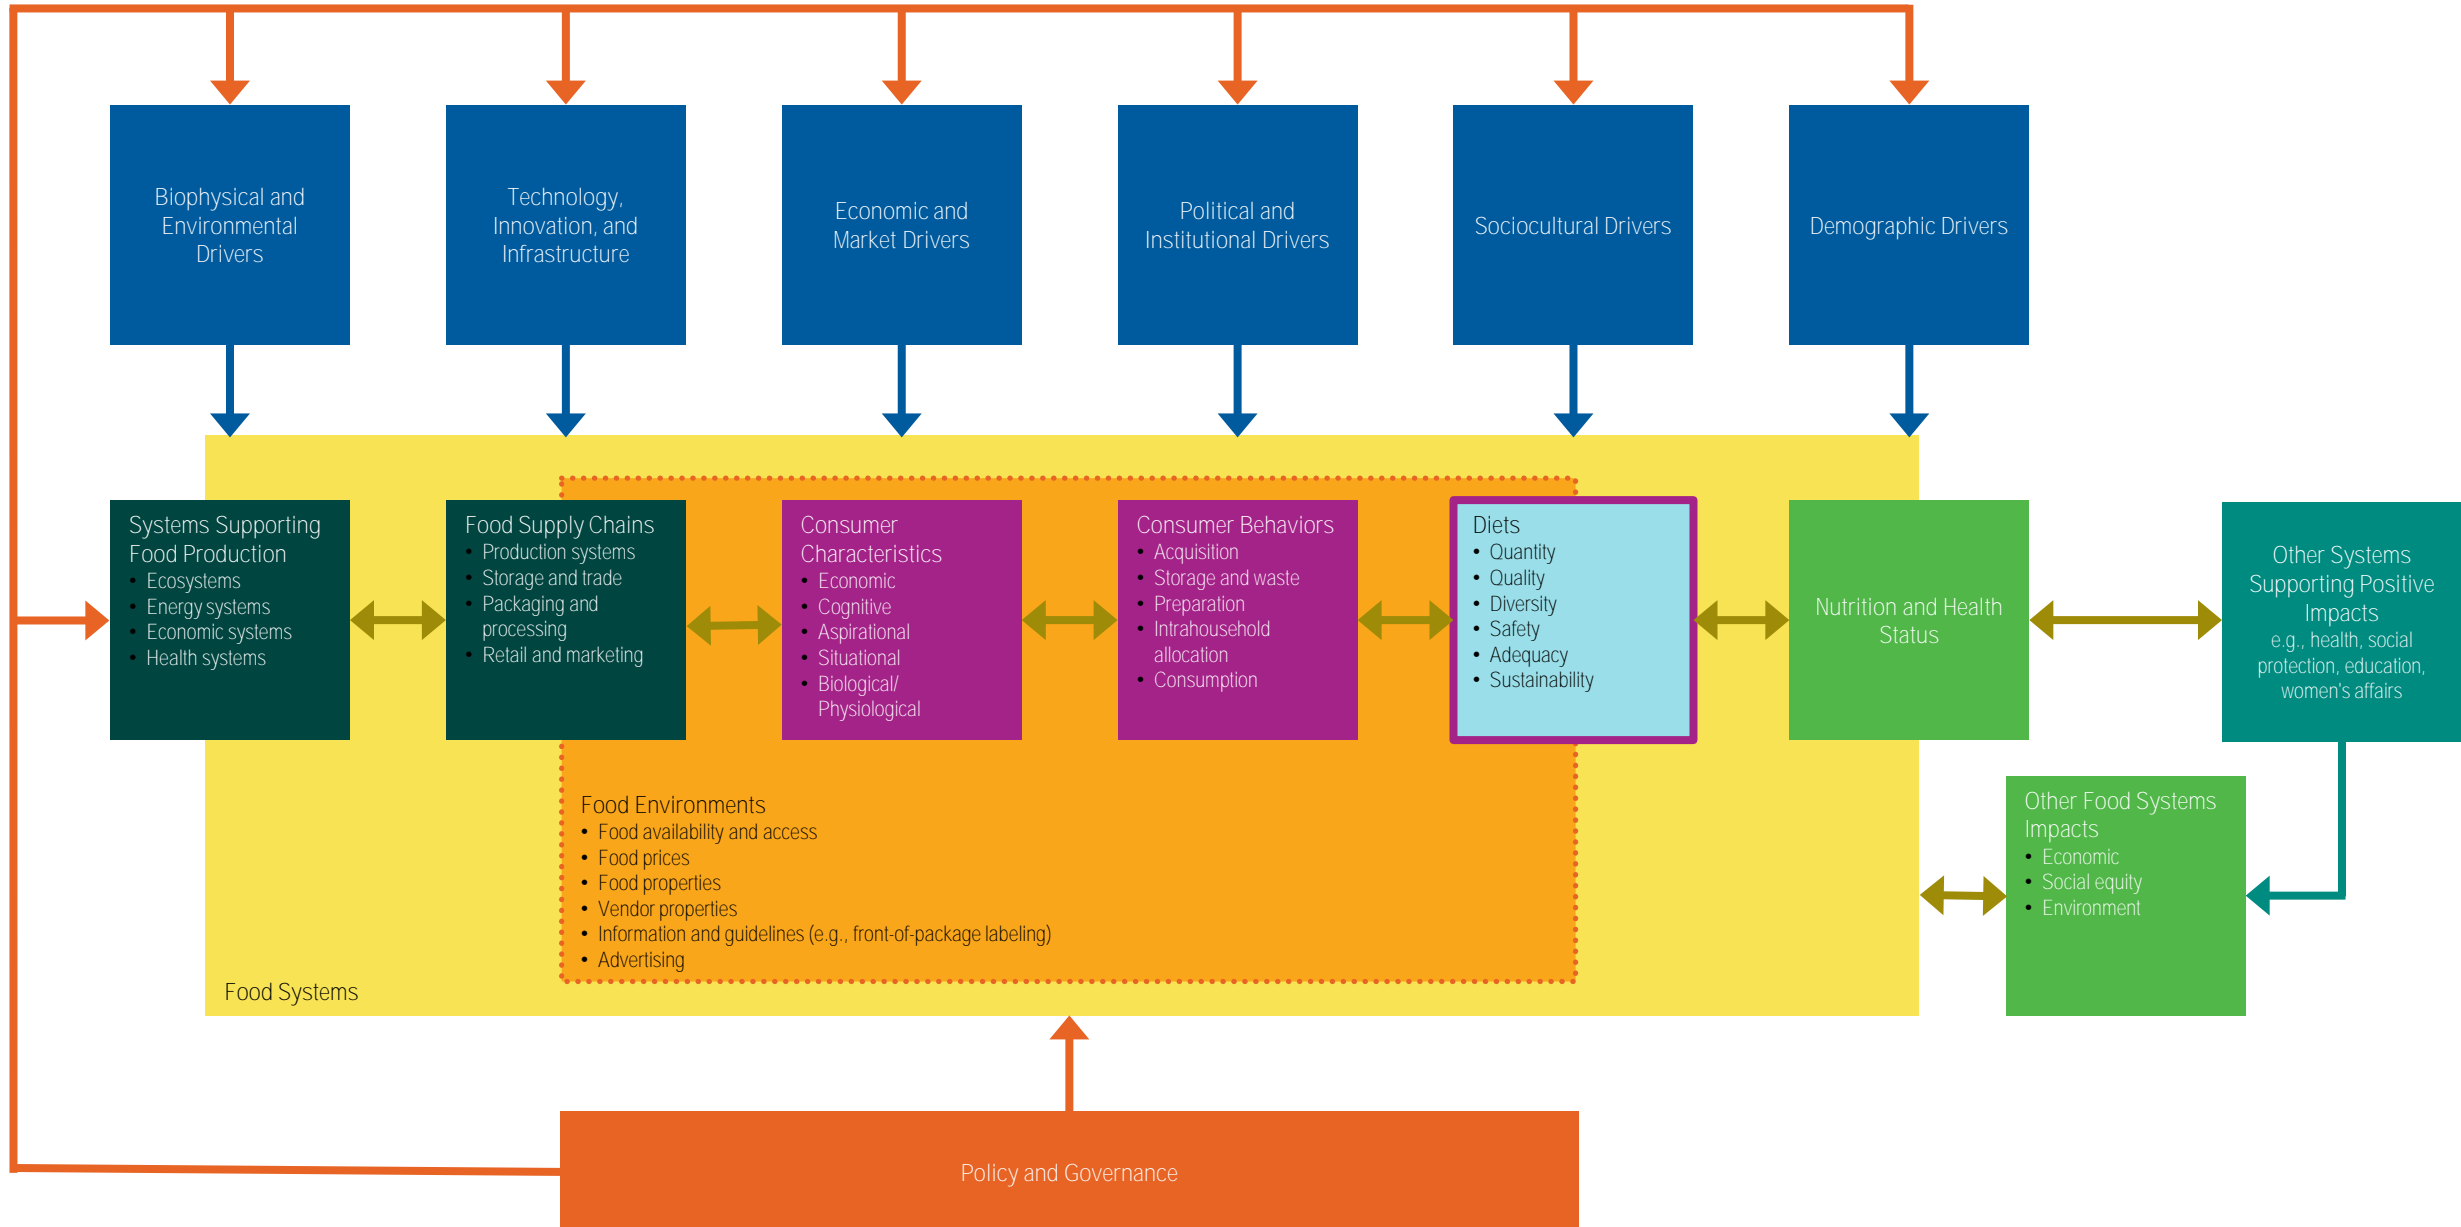 Biophysical and
Environmental
Drivers
Technology,
Innovation, and
Infrastructure
Economic and
Market Drivers
Political and
Institutional Drivers
Sociocultural Drivers
Demographic Drivers
Systems Supporting
Food Production
• Ecosystems
• Energy systems
• Economic systems
• Health systems
Food Supply Chains
• Production systems
• Storage and trade
• Packaging and
processing
• Retail and marketing
Consumer
Characteristics
• Economic
• Cognitive
• Aspirational
• Situational
• Biological/
Physiological
Consumer Behaviors
• Acquisition
• Storage and waste
• Preparation
• Intrahousehold
allocation
• Consumption
Diets
• Quantity
• Quality
• Diversity
• Safety
• Adequacy
• Sustainability
Nutrition and Health
Status
Other Systems
Supporting Positive
Impacts
e.g., health, social
protection, education,
women's affairs
Food Environments
• Food availability and access
• Food prices
• Food properties
• Vendor properties
• Information and guidelines (e.g., front-of-package labeling)
• Advertising
Other Food Systems
Impacts
• Economic
• Social equity
• Environment
Food Systems
Policy and Governance